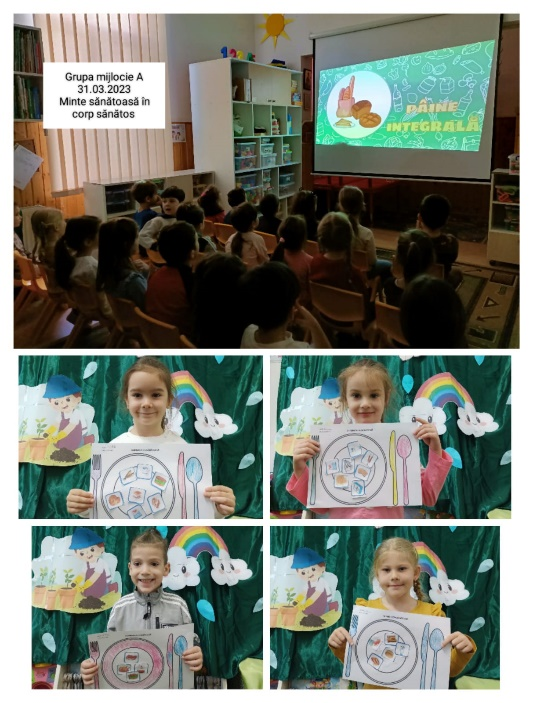 Grupa mijlocie A
31.03.2023
Minte sănătoasă în
corp sănătos
PÂINE
INTEGRALĂ